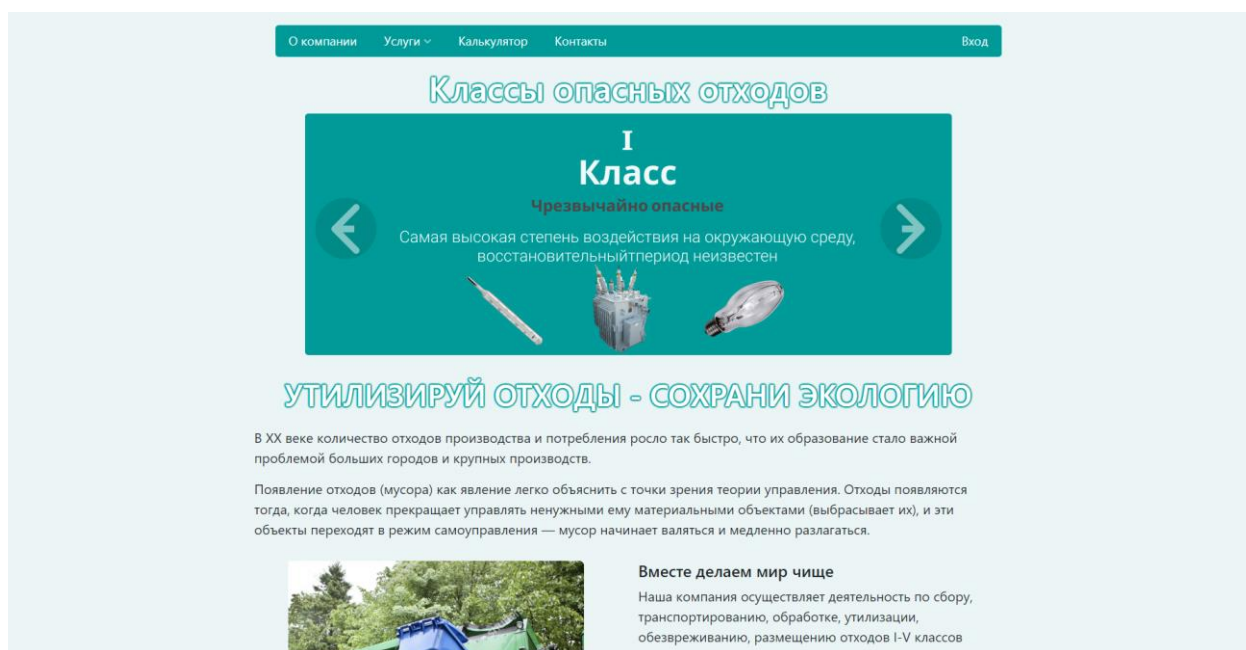 О компании Услуги Калькулятор Контакты Вход
Классы опасных отходов
I
Класс
Чрезвычайно опасные
Самая высокая степень воздействия на окружающую среду,
восстановительныйтпериод неизвестен
УТИЛИЗИРУЙ ОТХОДЫ - СОХРАНИ ЭКОЛОГИЮ
В XX веке количество отходов производства и потребления росло так быстро, что их образование стало важной
проблемой больших городов и крупных производств.
Появление отходов (мусора) как явление легко объяснить с точки зрения теории управления. Отходы появляются
тогда, когда человек прекращает управлять ненужными ему материальными объектами (выбрасывает их), и эти
объекты переходят в режим самоуправления — мусор начинает валяться и медленно разлагаться.
Вместе делаем мир чище
Наша компания осуществляет деятельность по сбору,
транспортированию, обработке, утилизации,
обезвреживанию, размещению отходов I-V классов